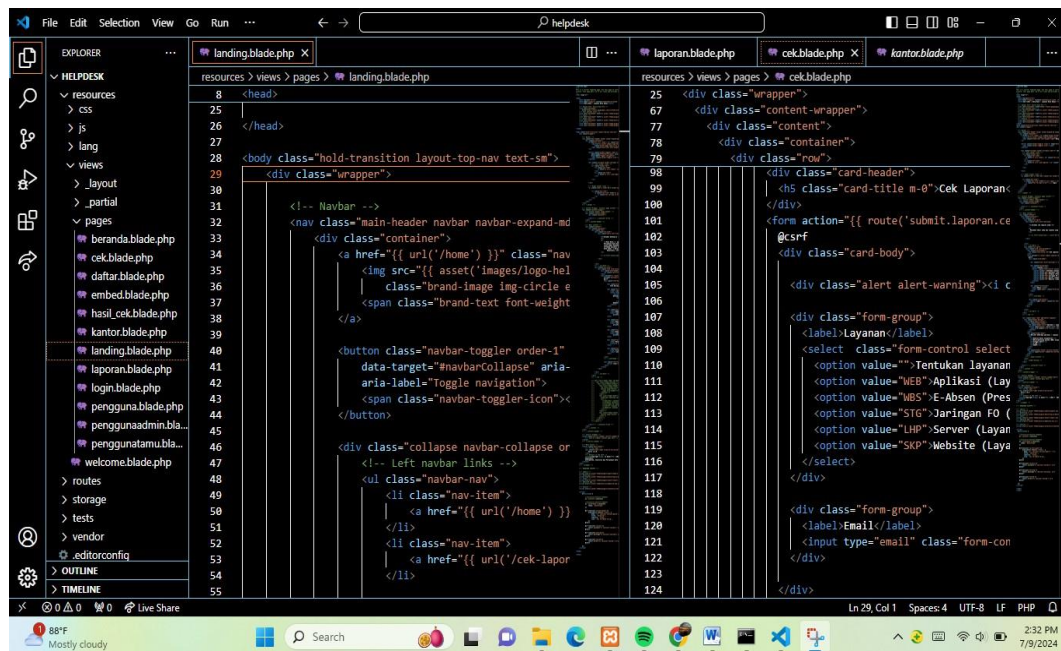 File Edit Selection View Go Run ··· helpdesk
EXPLORER ···
HELPDESK
resources
css
js
lang
views
_layout
_partial
pages
beranda.blade.php
cek.blade.php
daftar.blade.php
embed.blade.php
hasil_cek.blade.php
kantor.blade.php
landing.blade.php
laporan.blade.php
login.blade.php
pengguna.blade.php
penggunaadmin.bla...
penggunatamu.bla...
welcome.blade.php
routes
storage
tests
vendor
.editorconfig
OUTLINE
TIMELINE
landing.blade.php
resources > views > pages > landing.blade.php
8 <head>
25
26 </head>
27
28 <body class="hold-transition layout-top-nav text-sm">
29 <div class="wrapper">
30
31 <!-- Navbar -->
32 <nav class="main-header navbar navbar-expand-md
33 <div class="container">
34 <a href="{{ url('/home') }}" class="nav
35 <img src="{{ asset('images/logo-hel
36 class="brand-image img-circle e
37 <span class="brand-text font-weight
38 </a>
39
40 <button class="navbar-toggler order-1"
41 data-target="#navbarCollapse" aria-
42 aria-label="Toggle navigation">
43 <span class="navbar-toggler-icon"><
44 </button>
45
46 <div class="collapse navbar-collapse or
47 <!-- Left navbar links -->
48 <ul class="navbar-nav">
49 <li class="nav-item">
50 <a href="{{ url('/home') }}
51 </li>
52 <li class="nav-item">
53 <a href="{{ url('/cek-lapor
54 </li>
55
laporan.blade.php cek.blade.php kantor.blade.php
resources > views > pages > cek.blade.php
25 <div class="wrapper">
67 <div class="content-wrapper">
77 <div class="content">
78 <div class="container">
79 <div class="row">
98 <div class="card-header">
99 <h5 class="card-title m-0">Cek Laporan<
100 </div>
101 <form action="{{ route('submit.laporan.ce
102 @csrf
103 <div class="card-body">
104
105 <div class="alert alert-warning"><i c
106
107 <div class="form-group">
108 <label>Layanan</label>
109 <select class="form-control select
110 <option value="">Tentukan layanan
111 <option value="WEB">Aplikasi (Lay
112 <option value="WBS">E-Absen (Pres
113 <option value="STG">Jaringan FO (
114 <option value="LHP">Server (Layan
115 <option value="SKP">Website (Laya
116 </select>
117 </div>
118
119 <div class="form-group">
120 <label>Email</label>
121 <input type="email" class="form-con
122 </div>
123
124 </div>
0 0 0 Live Share Ln 29, Col 1 Spaces: 4 UTF-8 LF PHP
1
88°F
Mostly cloudy
Search
2:32 PM
7/9/2024